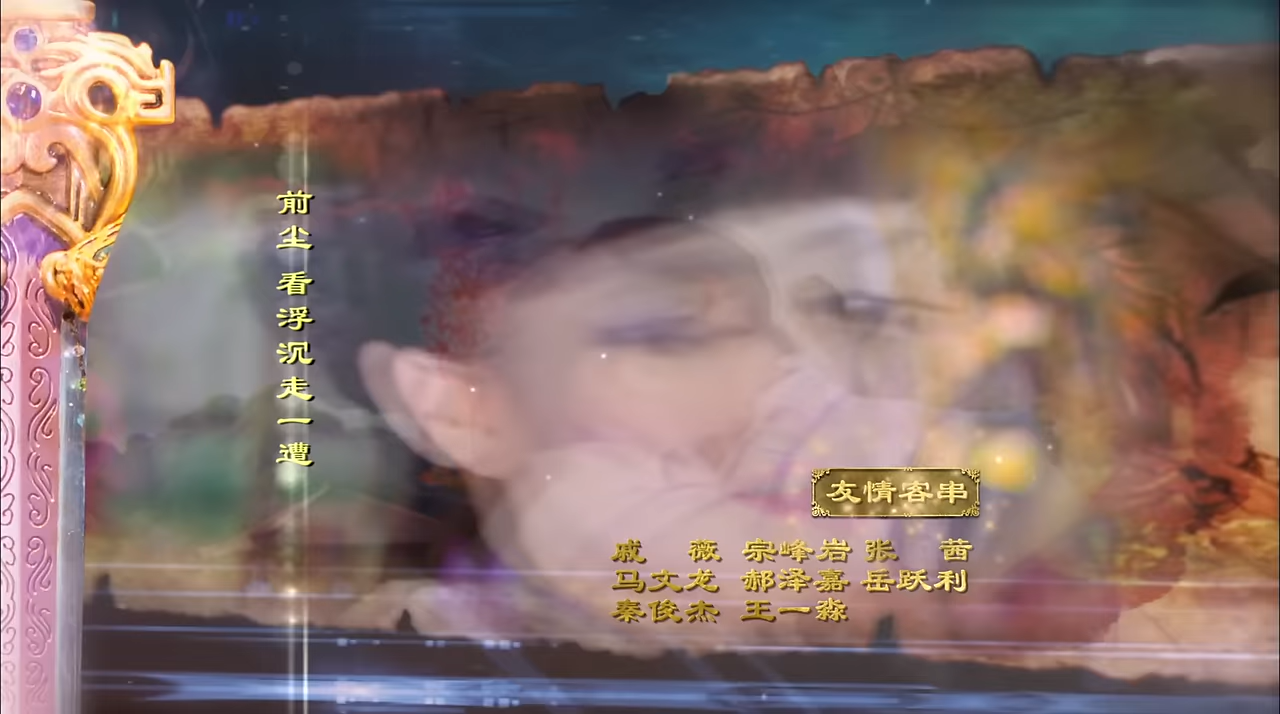 前尘 看浮沉走一遭
友情客串
戚薇 宗峰岩 张茜
马文龙 郝泽嘉 岳跃利
秦俊杰 王一淼